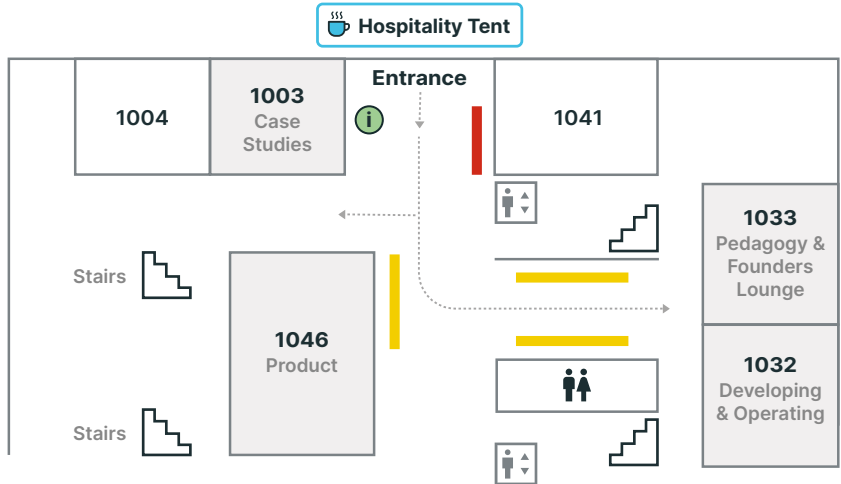 Hospitality Tent
Entrance
1004
1003
Case
Studies
i
1041
1033
Pedagogy &
Founders
Lounge
Stairs
1046
Product
1032
Developing
& Operating
Stairs